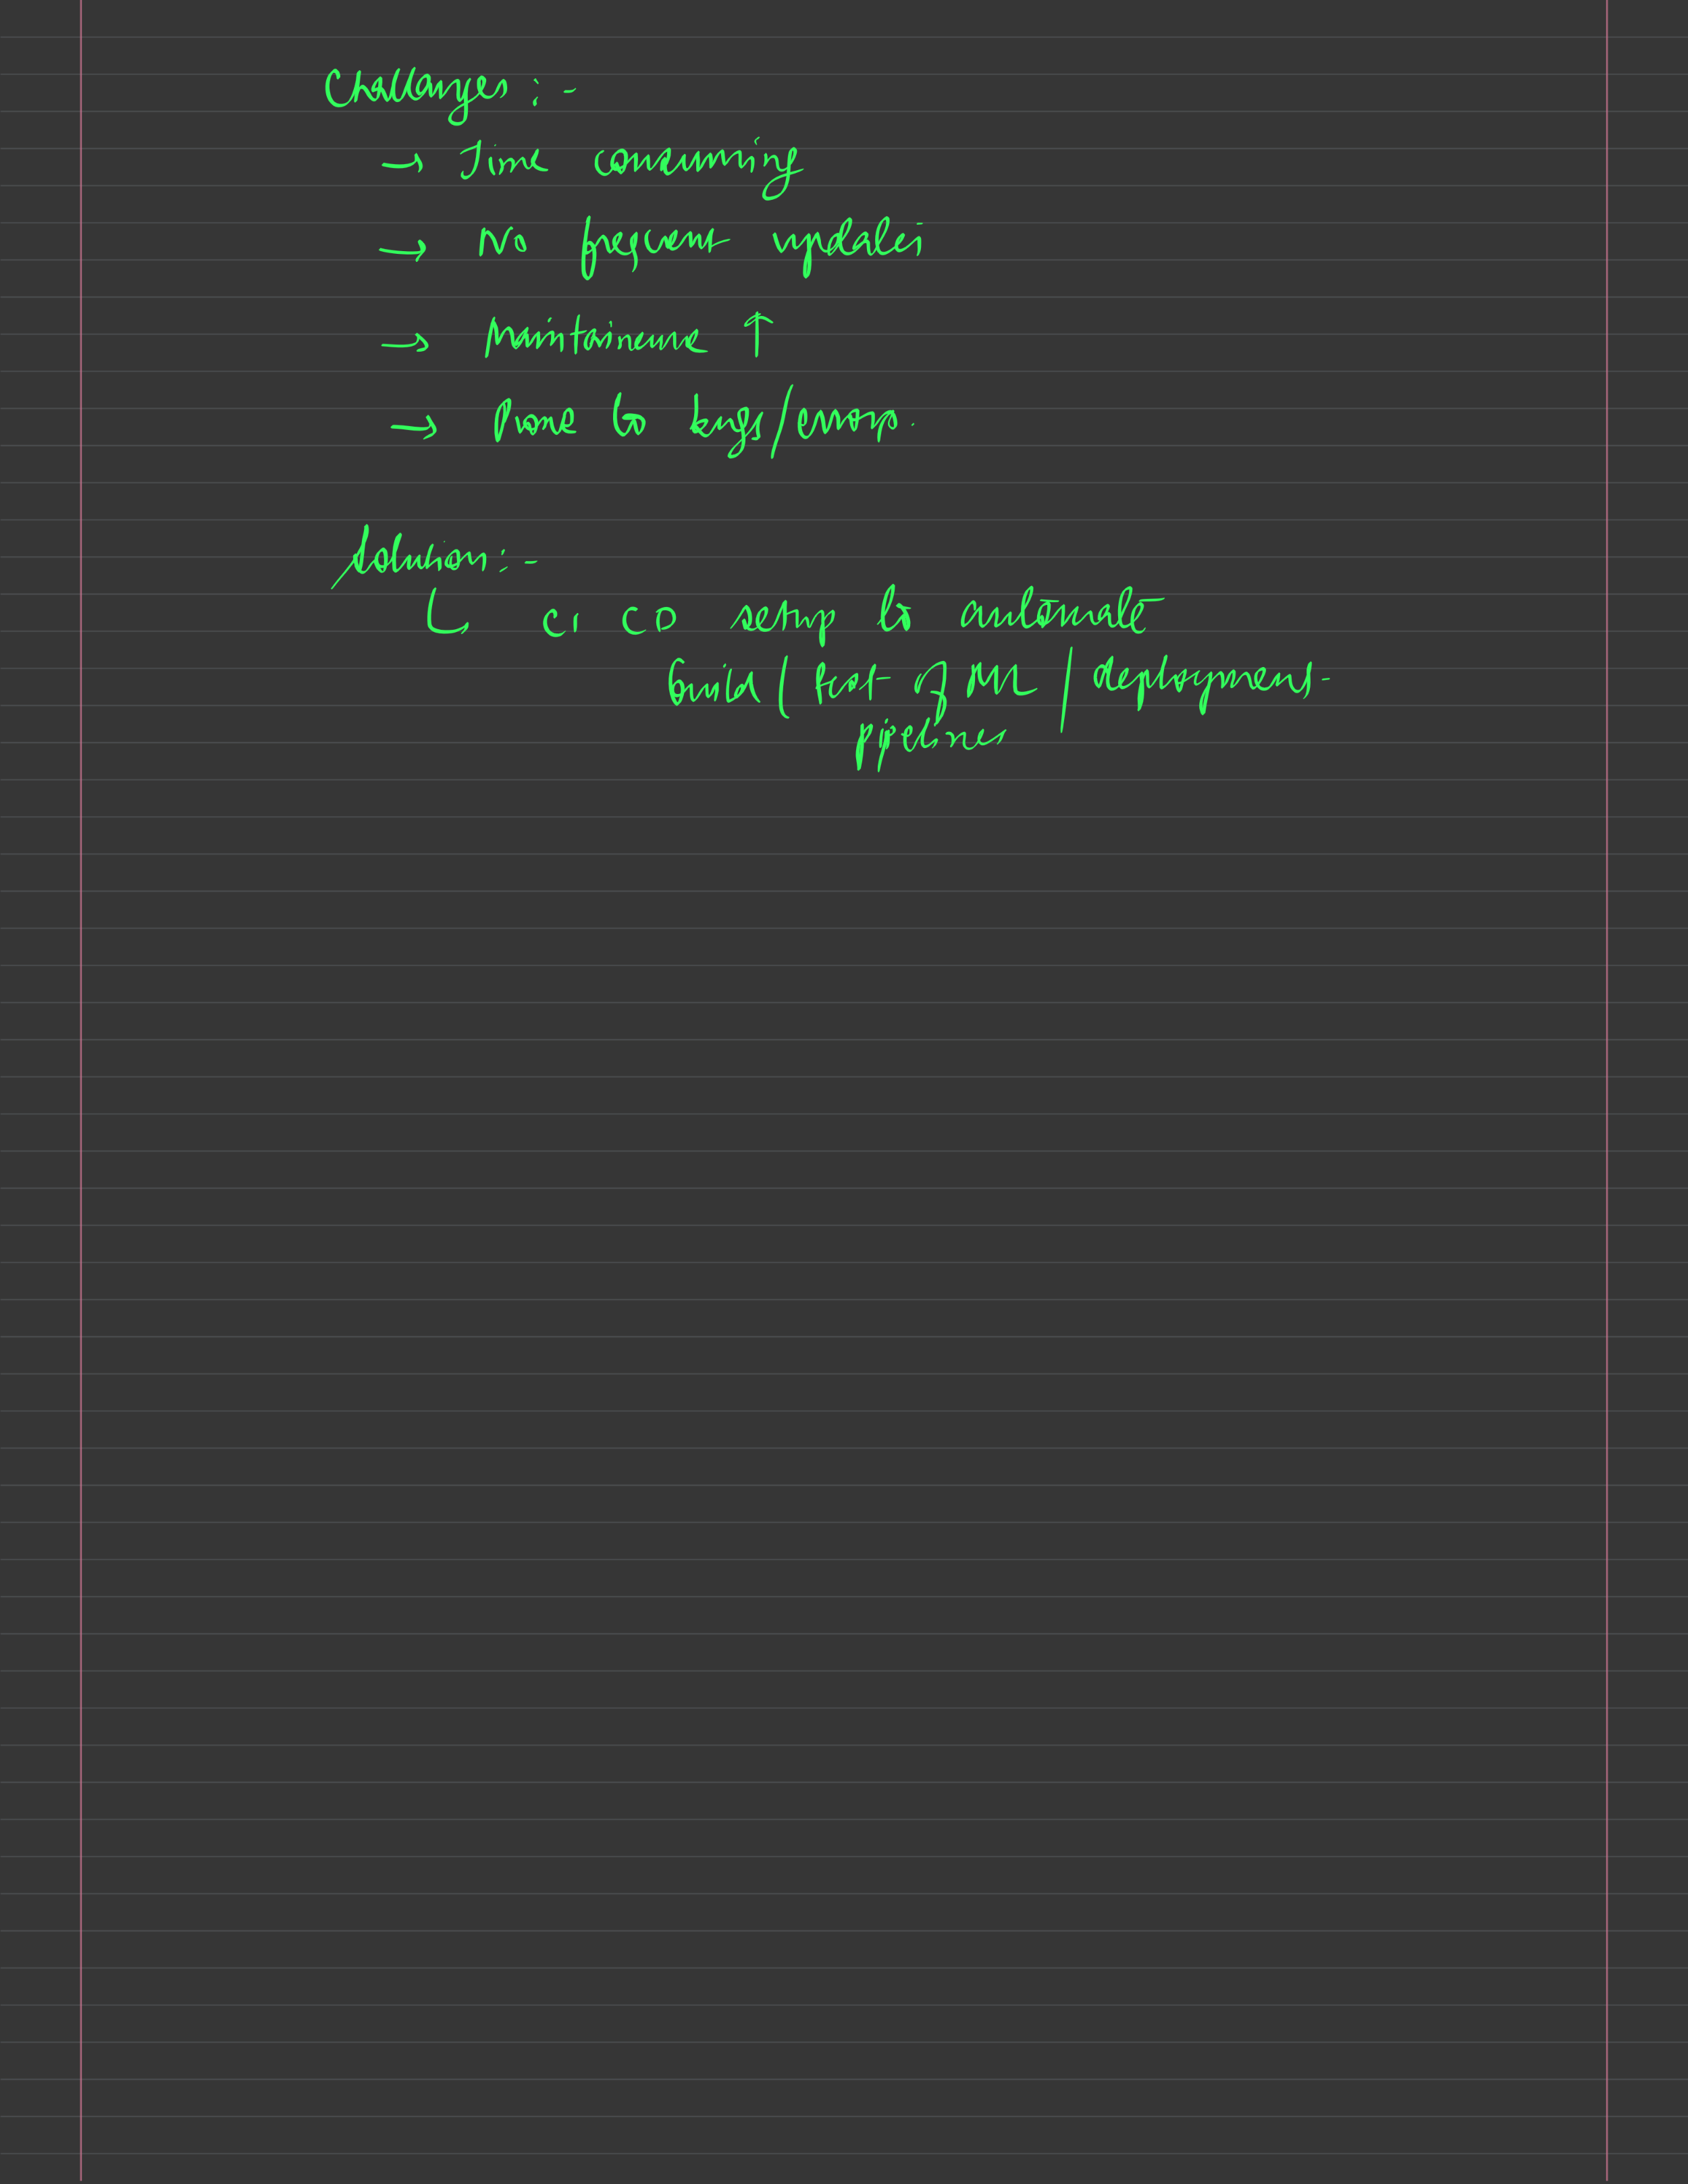 Challanges :-
→ Time consuming
→ No frequent updates
→ Maintainance ↑
→ Prone to bugs/errors.
Solution :-
↳ CI CD setup to automate
build / test of ML / deployment
pipelines